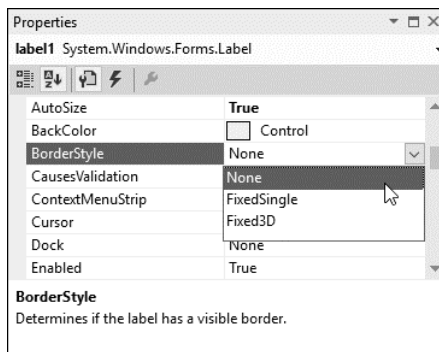 Properties
label1 System.Windows.Forms.Label
AutoSize True
BackColor Control
BorderStyle None
CausesValidation None
ContextMenuStrip FixedSingle
Cursor Fixed3D
Dock None
Enabled True
BorderStyle
Determines if the label has a visible border.